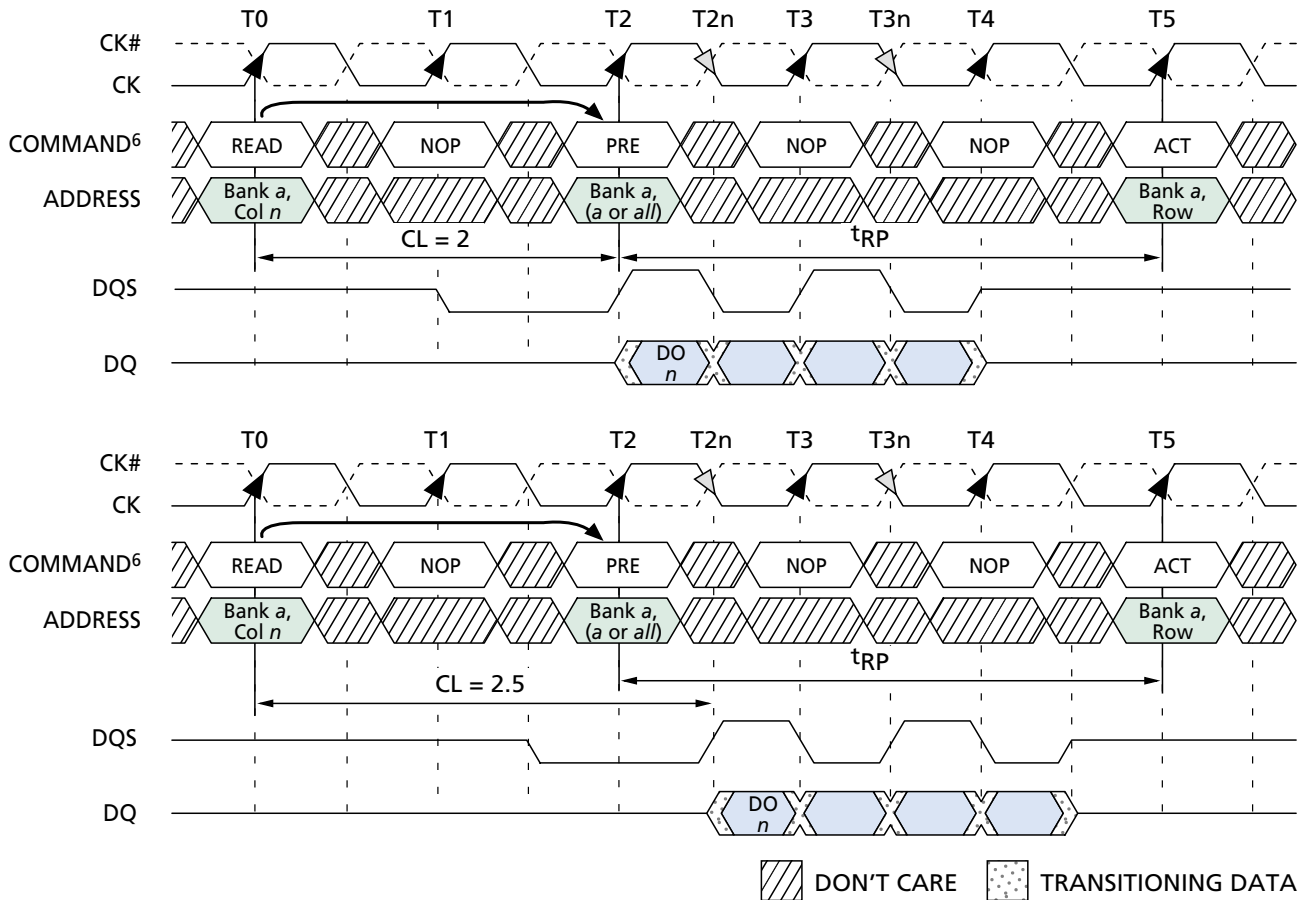 T0 T1 T2 T2n T3 T3n T4 T5
CK#
CK
COMMAND6 READ NOP PRE NOP NOP ACT
ADDRESS Bank a, Col n Bank a, (a or all) Bank a, Row
CL = 2 tRP
DQS
DQ DO n
T0 T1 T2 T2n T3 T3n T4 T5
CK#
CK
COMMAND6 READ NOP PRE NOP NOP ACT
ADDRESS Bank a, Col n Bank a, (a or all) Bank a, Row
CL = 2.5 tRP
DQS
DQ DO n
DON'T CARE TRANSITIONING DATA